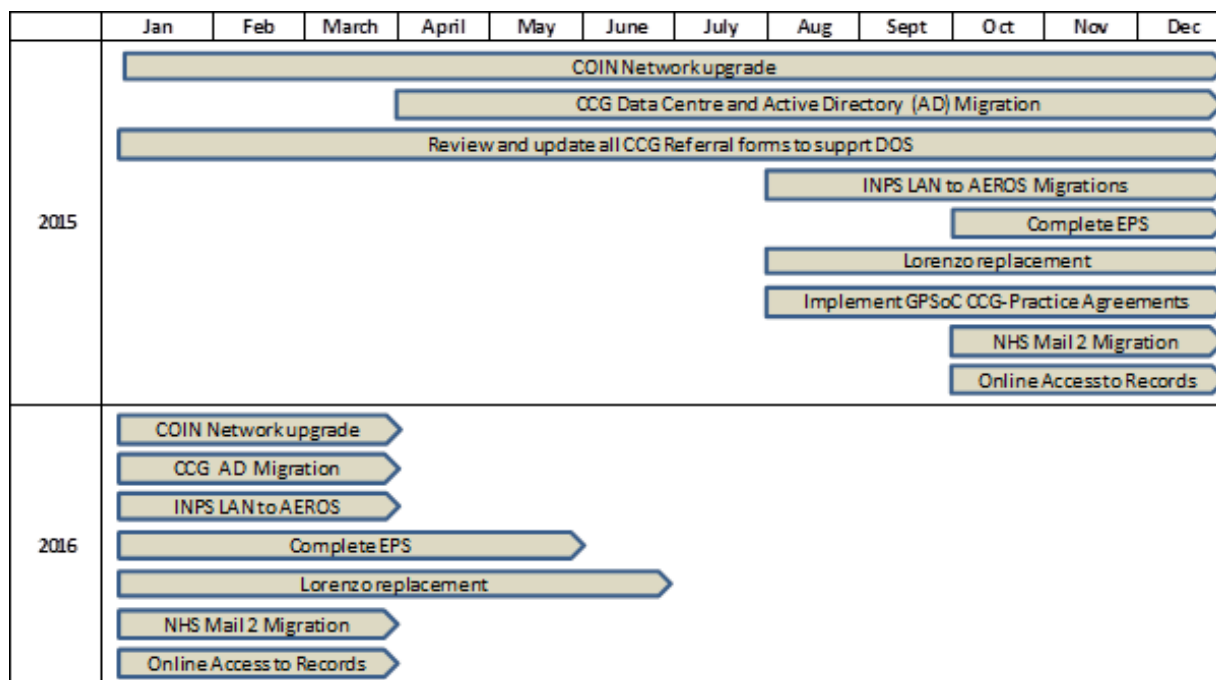 Jan Feb March April May June July Aug Sept Oct Nov Dec
2015
COIN Network upgrade
CCG Data Centre and Active Directory (AD) Migration
Review and update all CCG Referral forms to supprt DOS
INPS LAN to AEROS Migrations
Complete EPS
Lorenzo replacement
Implement GPSoC CCG-Practice Agreements
NHS Mail 2 Migration
Online Access to Records
2016
COIN Network upgrade
CCG AD Migration
INPS LAN to AEROS
Complete EPS
Lorenzo replacement
NHS Mail 2 Migration
Online Access to Records